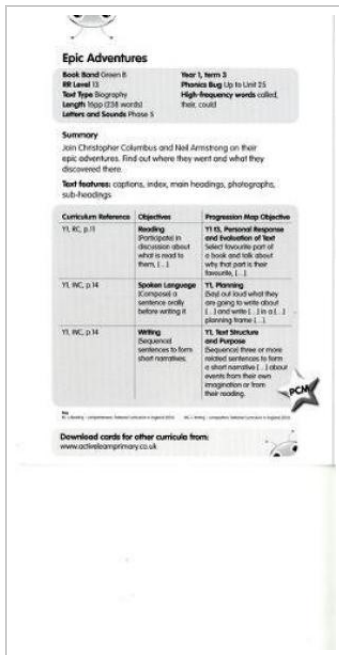 Epic Adventures
Book Band Green B
RR Level 13
Text Type Biography
Length 16pp (238 words)
Letters and Sounds Phase 5
Year 1, term 3
Phonics Bug Up to Unit 25
High-frequency words called,
their, could
Summary
Join Christopher Columbus and Neil Armstrong on their
epic adventures. Find out where they went and what they
discovered there.
Text features: captions, index, main headings, photographs,
sub-headings
Curriculum Reference
Objectives
Progression Map Objective
Y1, RC, p.11
Reading
(Participate) in
discussion about
what is read to
them, [...]
Y1 13, Personal Response
and Evaluation of Text
Select favourite part of
a book and talk about
why that part is their
favourite, [...]
Y1, WC, p.14
Spoken Language
(Compose) a
sentence orally
before writing it
Y1, Planning
(Say) out loud what they
are going to write about
[...] and write [...] in a [...]
planning frame [...].
Y1, WC, p.14
Writing
(Sequence)
sentences to form
short narratives.
Y1, Text Structure
and Purpose
(Sequence) three or more
related sentences to form
a short narrative [...] about
events from their own
imagination or from
their reading.
PCM
Key
Download cards for other curricula from:
www.activelearnprimary.co.uk